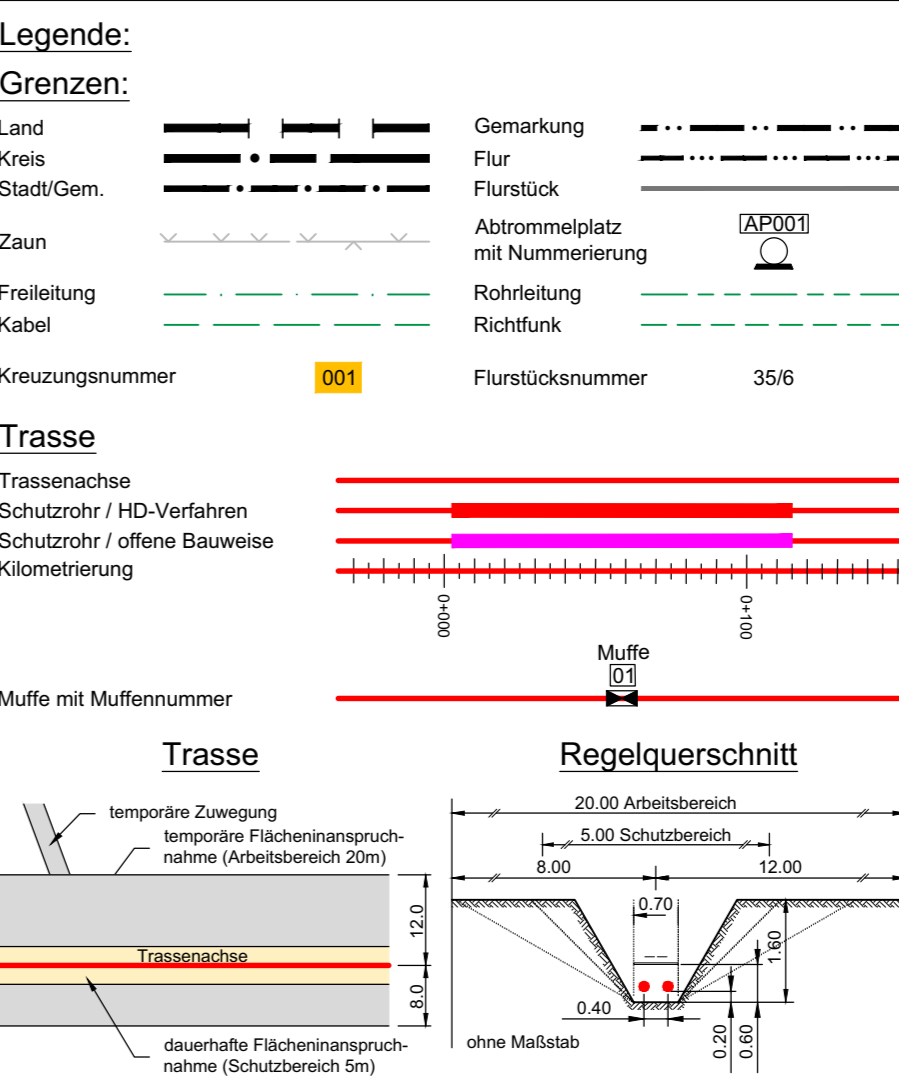 Legende:
Grenzen:
Land
Kreis
Stadt/Gem.
Zaun
Freileitung
Kabel
Kreuzungsnummer
001
Gemarkung
Flur
Flurstück
Abtrommelplatz
mit Nummerierung
AP001
Rohrleitung
Richtfunk
Flurstücksnummer
35/6
Trasse
Trassenachse
Schutzrohr / HD-Verfahren
Schutzrohr / offene Bauweise
Kilometrierung
0+000
0+100
Muffe
01
Muffe mit Muffennummer
Trasse
temporäre Zuwegung
temporäre Flächeninanspruch-
nahme (Arbeitsbereich 20m)
Trassenachse
12.0
8.0
dauerhafte Flächeninanspruch-
nahme (Schutzbereich 5m)
Regelquerschnitt
20.00 Arbeitsbereich
5.00 Schutzbereich
8.00
12.00
0.70
1.60
0.40
0.20
0.60
ohne Maßstab